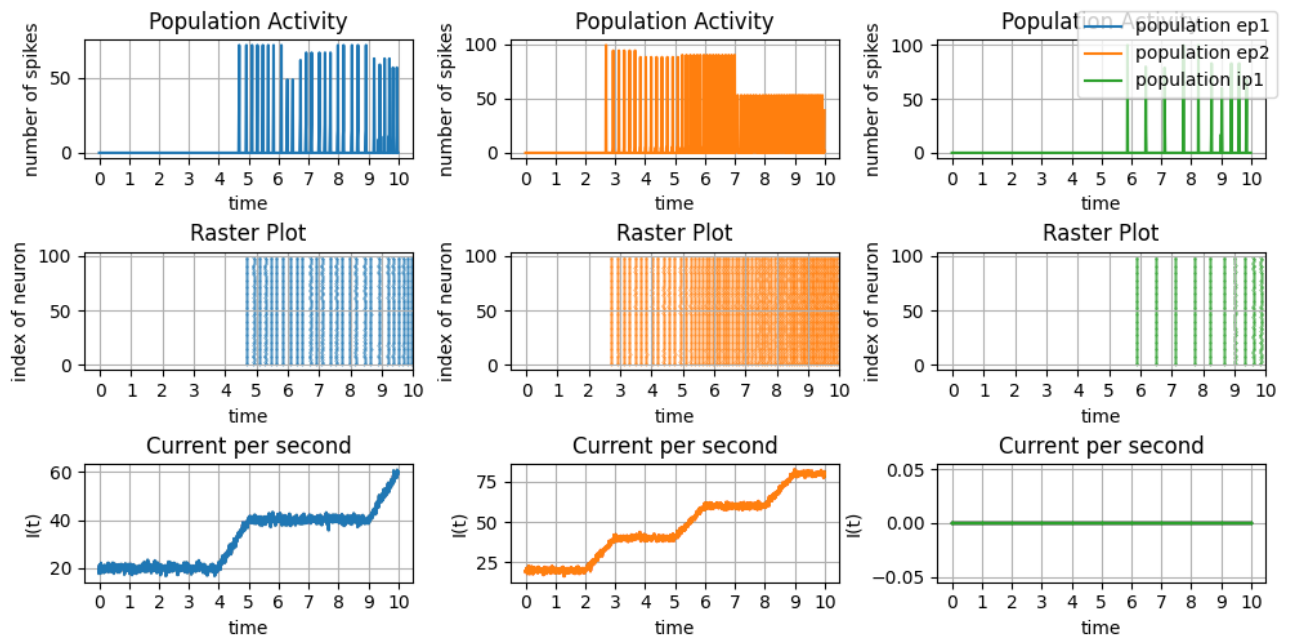 Population Activity
Population Activity
Population Activity
population ep1
population ep2
population ip1
number of spikes
50
0
number of spikes
100
50
0
number of spikes
100
50
0
0 1 2 3 4 5 6 7 8 9 10
0 1 2 3 4 5 6 7 8 9 10
0 1 2 3 4 5 6 7 8 9 10
time
time
time
Raster Plot
Raster Plot
Raster Plot
index of neuron
100
50
0
index of neuron
100
50
0
index of neuron
100
50
0
0 1 2 3 4 5 6 7 8 9 10
0 1 2 3 4 5 6 7 8 9 10
0 1 2 3 4 5 6 7 8 9 10
time
time
time
Current per second
Current per second
Current per second
I(t)
60
40
20
I(t)
75
50
25
I(t)
0.05
0.00
−0.05
0 1 2 3 4 5 6 7 8 9 10
0 1 2 3 4 5 6 7 8 9 10
0 1 2 3 4 5 6 7 8 9 10
time
time
time